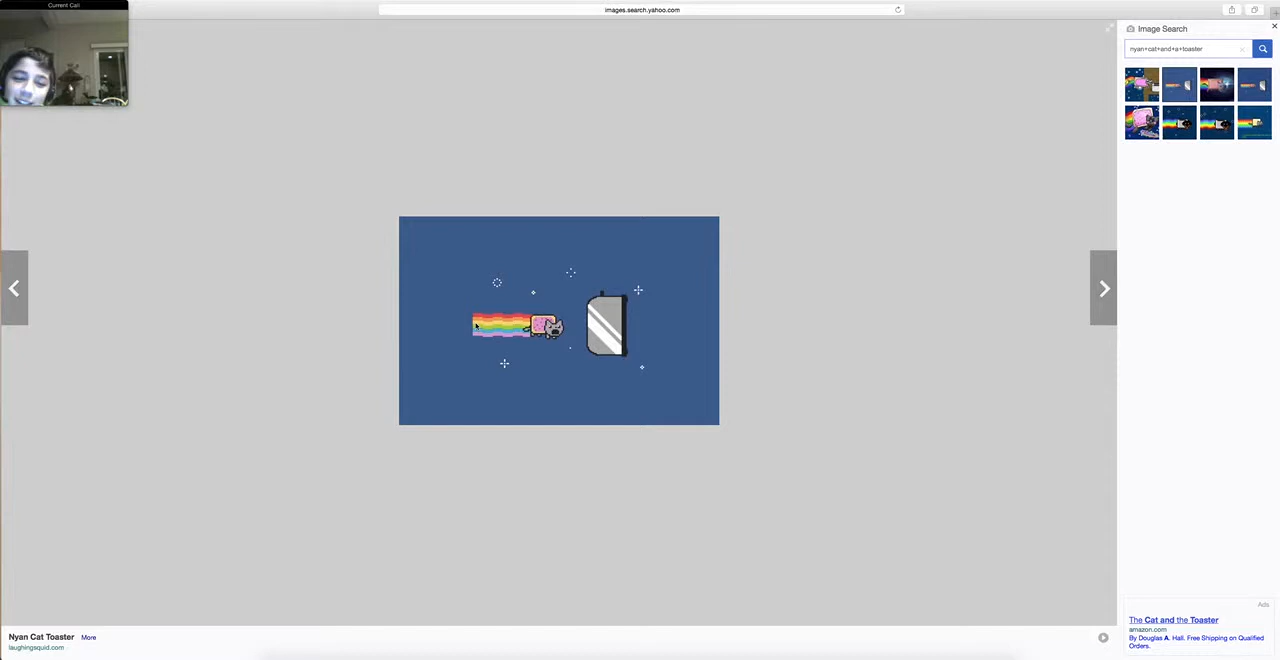 Current Call
images.search.yahoo.com
Image Search
nyan+cat+and+a+toaster
Nyan Cat Toaster More
laughingsquid.com
Ads
The Cat and the Toaster
amazon.com
By Douglas A. Hall. Free Shipping on Qualified
Orders.